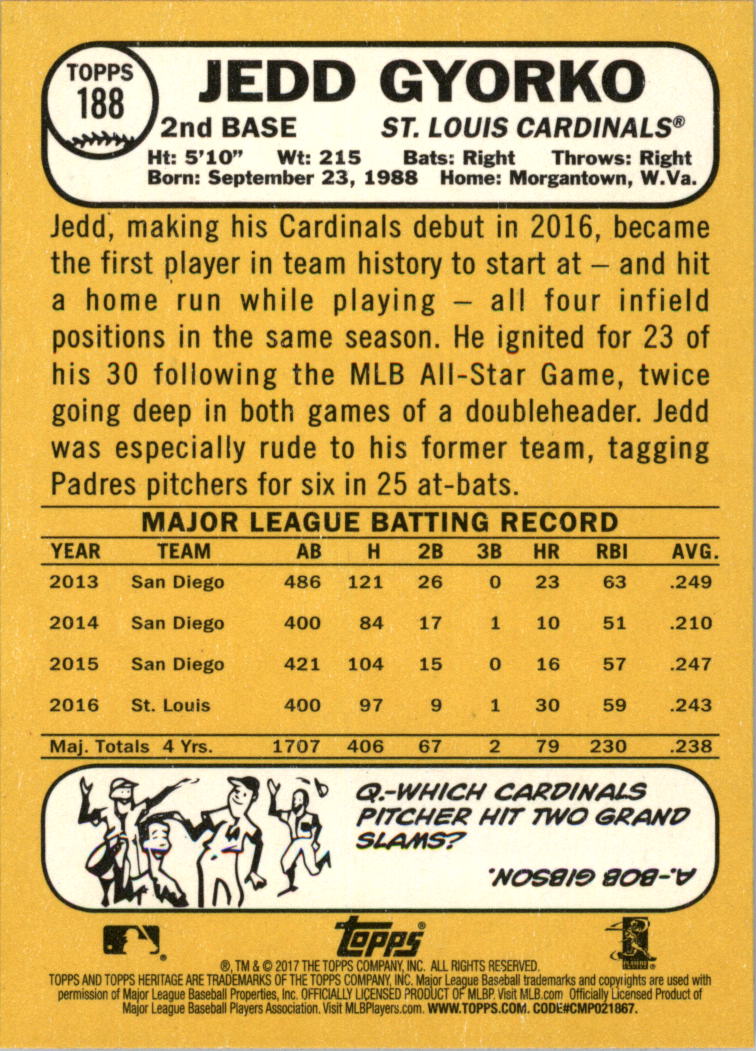 TOPPS
188
JEDD GYORKO
2nd BASE ST. LOUIS CARDINALS®
Ht: 5'10" Wt: 215 Bats: Right Throws: Right
Born: September 23, 1988 Home: Morgantown, W.Va.
Jedd, making his Cardinals debut in 2016, became
the first player in team history to start at – and hit
a home run while playing – all four infield
positions in the same season. He ignited for 23 of
his 30 following the MLB All-Star Game, twice
going deep in both games of a doubleheader. Jedd
was especially rude to his former team, tagging
Padres pitchers for six in 25 at-bats.
MAJOR LEAGUE BATTING RECORD
YEAR TEAM AB H 2B 3B HR RBI AVG.
2013 San Diego 486 121 26 0 23 63 .249
2014 San Diego 400 84 17 1 10 51 .210
2015 San Diego 421 104 15 0 16 57 .247
2016 St. Louis 400 97 9 1 30 59 .243
Maj. Totals 4 Yrs. 1707 406 67 2 79 230 .238
Q.-WHICH CARDINALS
PITCHER HIT TWO GRAND
SLAMS?
A.-BOB GIBSON.
topps®
®, TM & © 2017 THE TOPPS COMPANY, INC. ALL RIGHTS RESERVED.
TOPPS AND TOPPS HERITAGE ARE TRADEMARKS OF THE TOPPS COMPANY, INC. Major League Baseball trademarks and copyrights are used with
permission of Major League Baseball Properties, Inc. OFFICIALLY LICENSED PRODUCT OF MLBP. Visit MLB.com Officially Licensed Product of
Major League Baseball Players Association. Visit MLBPlayers.com. WWW.TOPPS.COM. CODE#CMP021867.